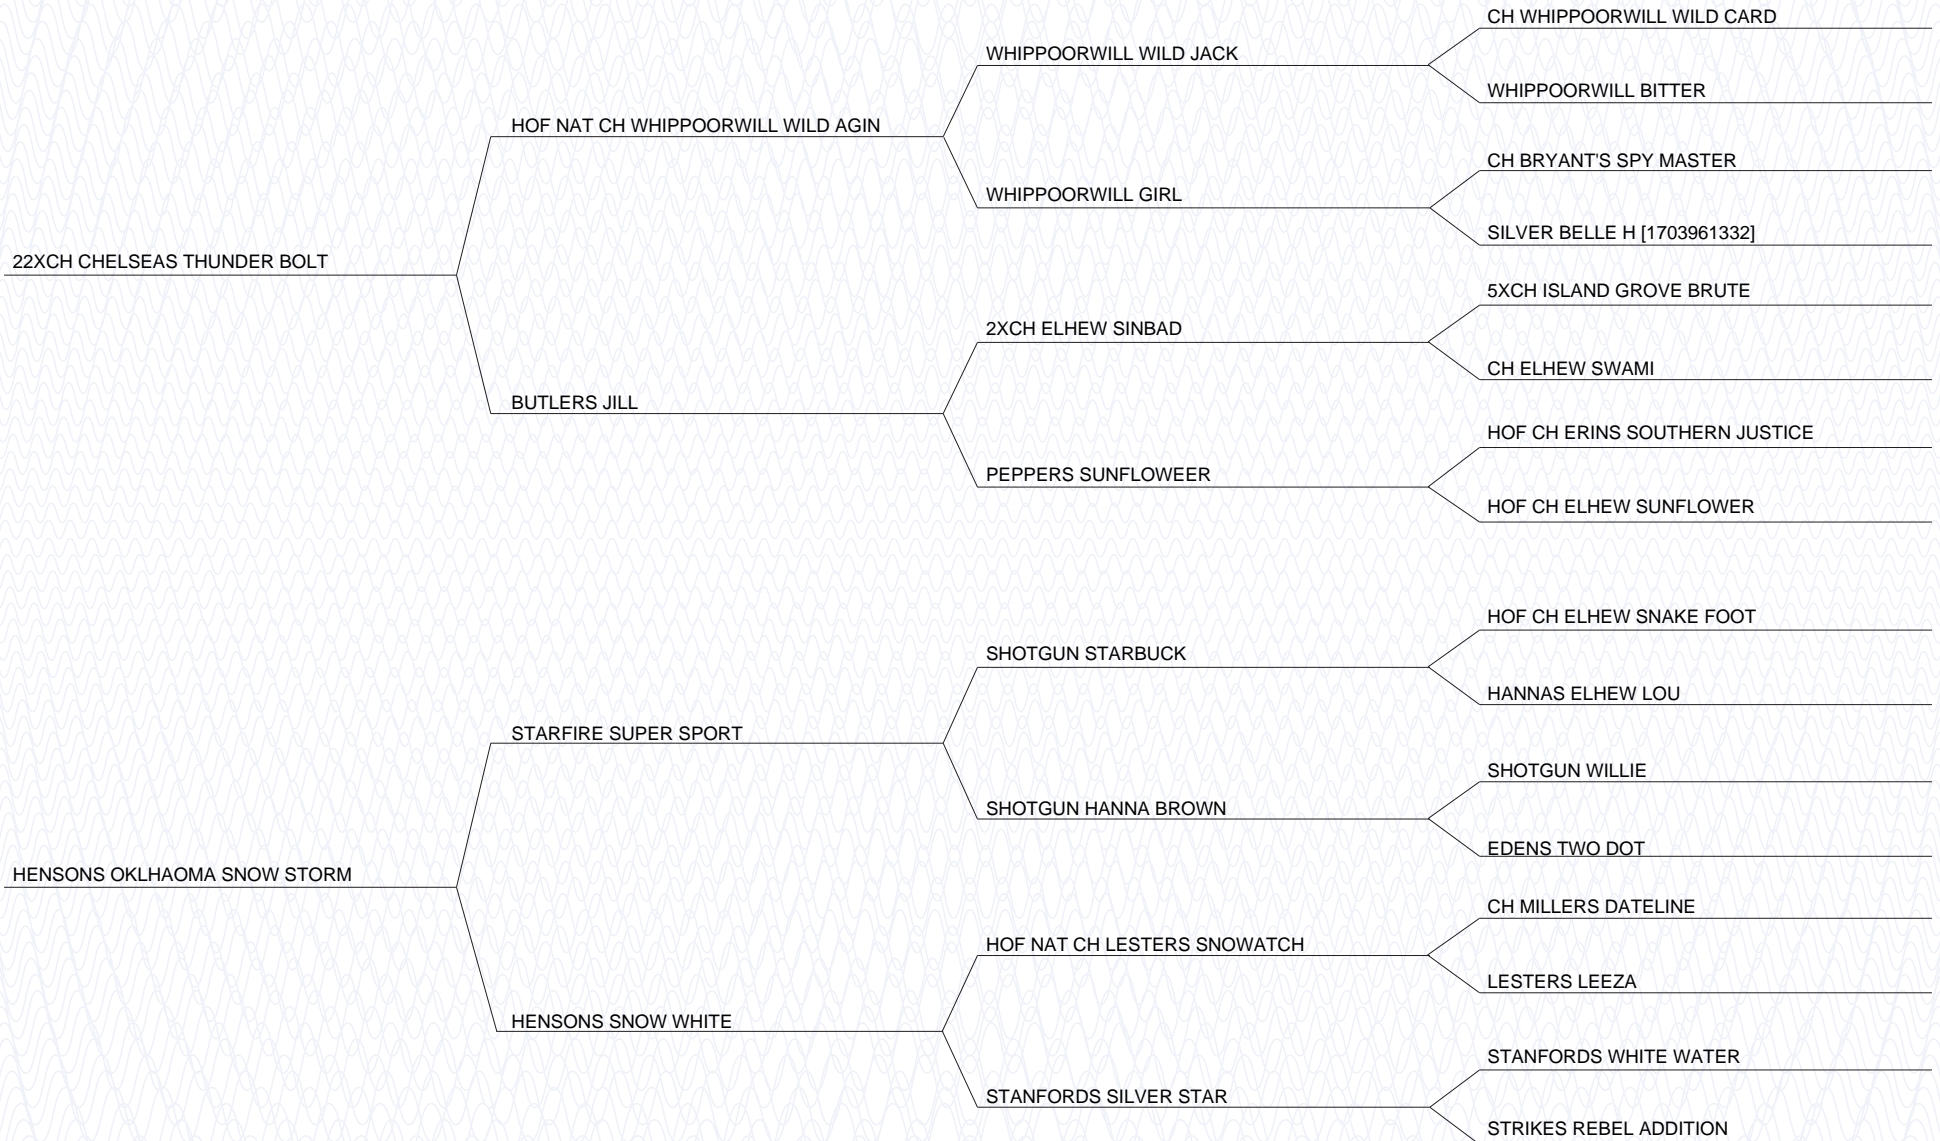 CH WHIPPOORWILL WILD CARD
WHIPPOORWILL WILD JACK
WHIPPOORWILL BITTER
HOF NAT CH WHIPPOORWILL WILD AGIN
CH BRYANT'S SPY MASTER
WHIPPOORWILL GIRL
SILVER BELLE H [1703961332]
22XCH CHELSEAS THUNDER BOLT
5XCH ISLAND GROVE BRUTE
2XCH ELHEW SINBAD
CH ELHEW SWAMI
BUTLERS JILL
HOF CH ERINS SOUTHERN JUSTICE
PEPPERS SUNFLOWEER
HOF CH ELHEW SUNFLOWER
HOF CH ELHEW SNAKE FOOT
SHOTGUN STARBUCK
HANNAS ELHEW LOU
STARFIRE SUPER SPORT
SHOTGUN WILLIE
SHOTGUN HANNA BROWN
EDENS TWO DOT
HENSONS OKLHAOMA SNOW STORM
CH MILLERS DATELINE
HOF NAT CH LESTERS SNOWATCH
LESTERS LEEZA
HENSONS SNOW WHITE
STANFORDS WHITE WATER
STANFORDS SILVER STAR
STRIKES REBEL ADDITION